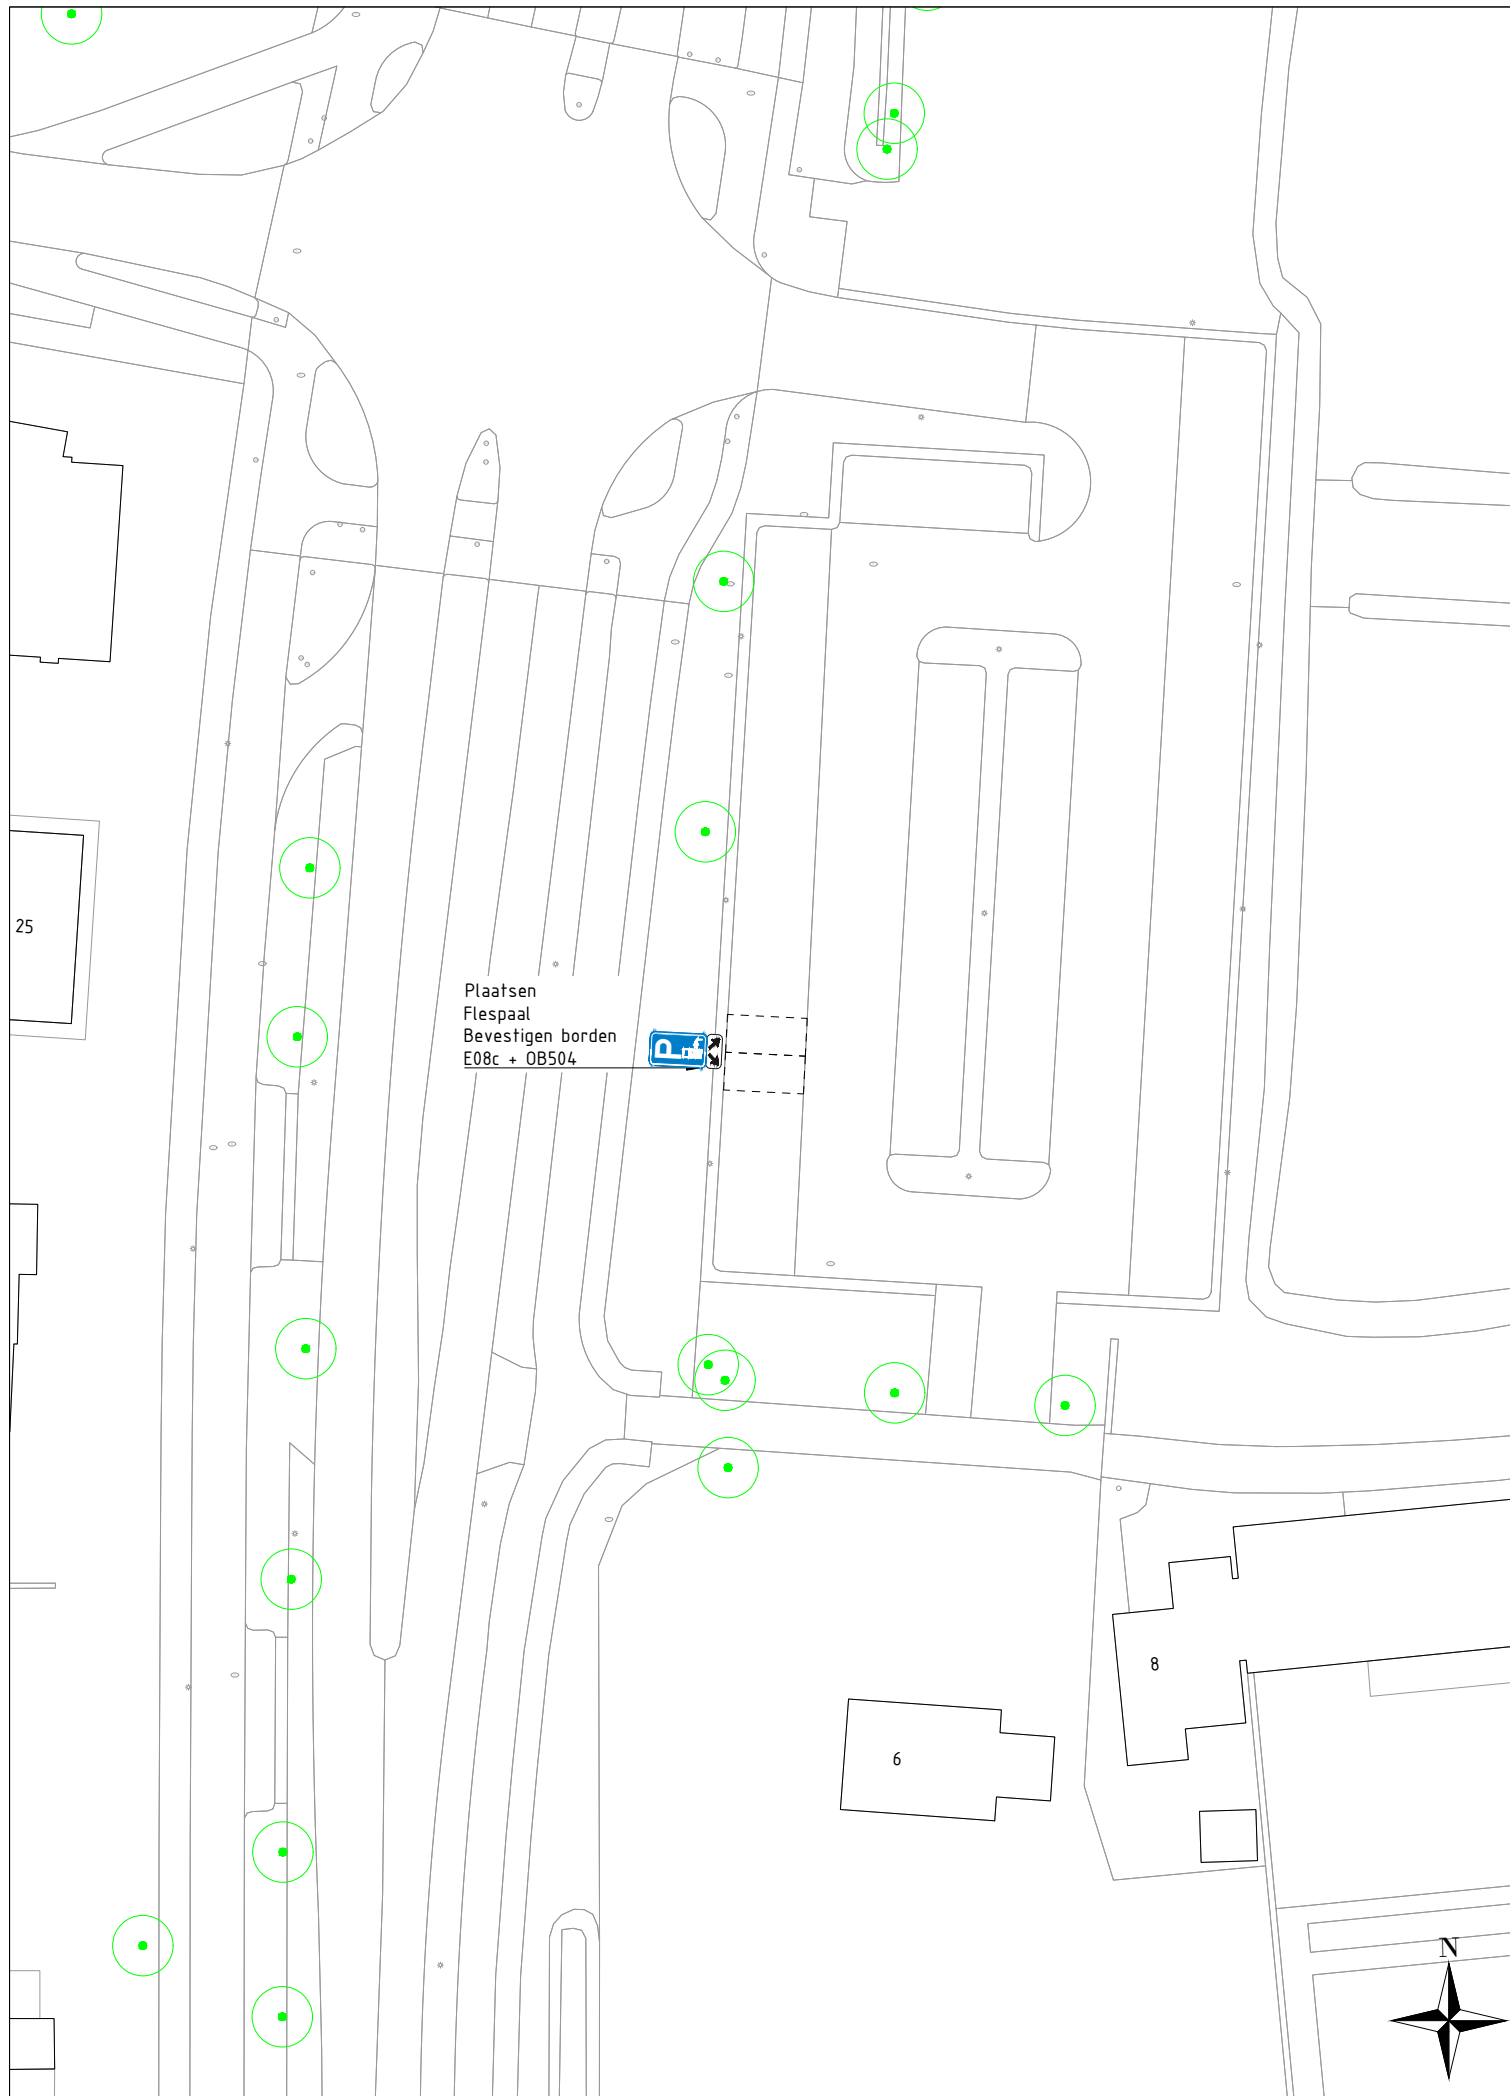 25
Plaatsen
Flespaal
Bevestigen borden
E08c + OB504
P
8
6
N